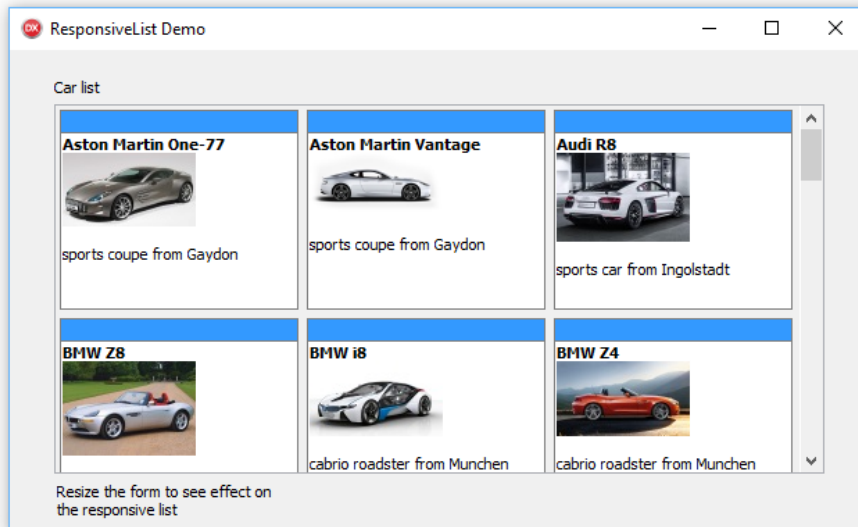 DX ResponsiveList Demo
Car list
Aston Martin One-77
sports coupe from Gaydon
Aston Martin Vantage
sports coupe from Gaydon
Audi R8
sports car from Ingolstadt
BMW Z8
BMW i8
cabrio roadster from Munchen
BMW Z4
cabrio roadster from Munchen
Resize the form to see effect on
the responsive list